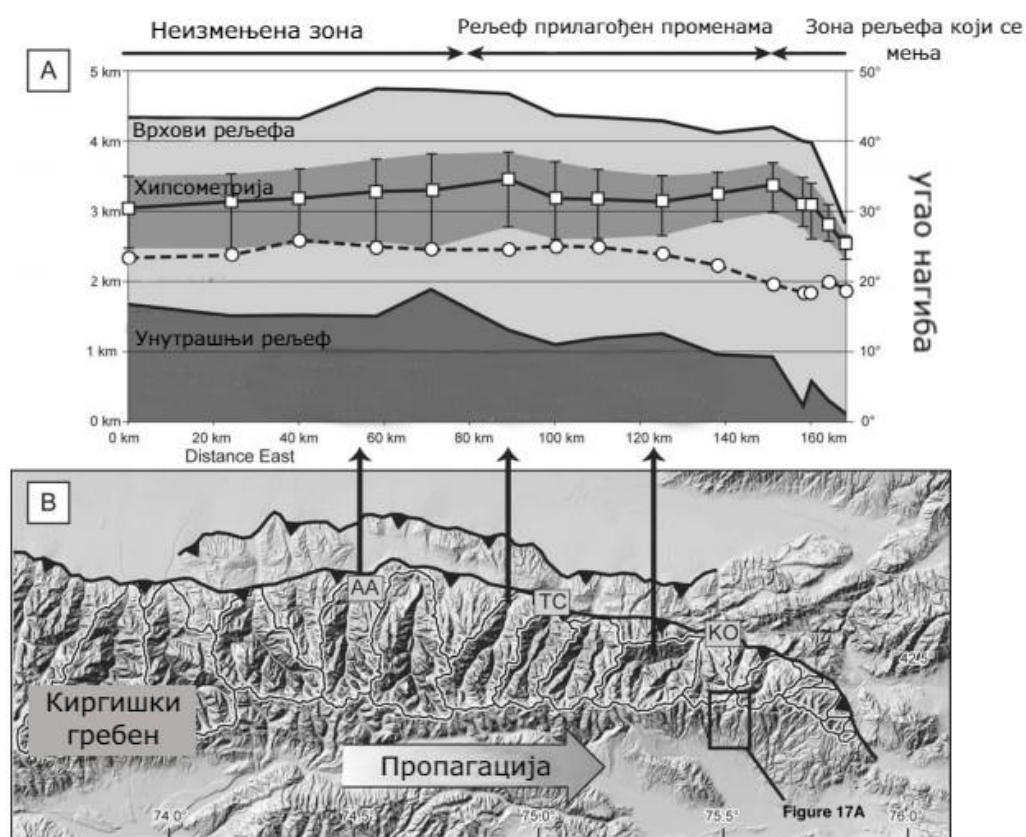 Неизмењена зона
Рељеф прилагођен променама
Зона рељефа који се
мења
A
5 km
4 km
3 km
2 km
1 km
0 km
Врхови рељефа
Хипсометрија
Унутрашњи рељеф
50°
40°
30°
20°
10°
0°
угао нагиба
0 km
20 km
40 km
60 km
80 km
100 km
120 km
140 km
160 km
Distance East
B
AA
TC
KO
42.5
Киргишки
гребен
Пропагација
Figure 17A
74.0
74.5
75.0
75.5
76.0